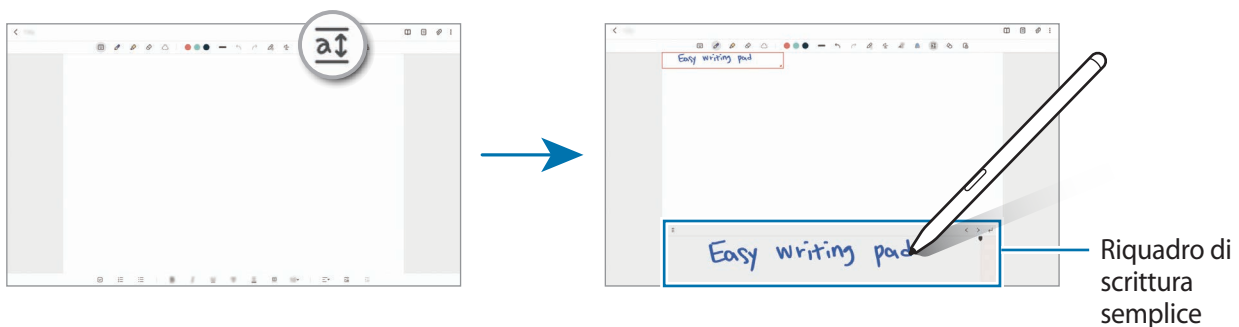 a
Easy writing pad
Easy writing pad
Riquadro di
scrittura
semplice